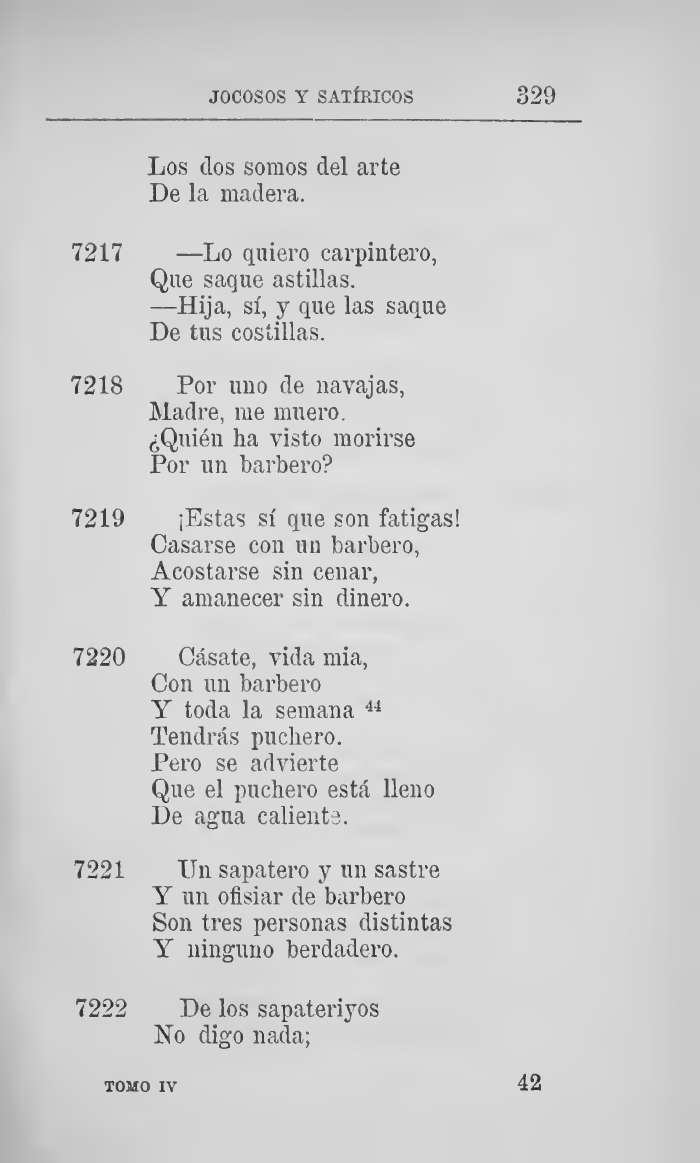 JOCOSOS Y SATÍRICOS 329
Los dos somos del arte
De la madera.
7217 —Lo quiero carpintero,
Que saque astillas.
—Hija, sí, y que las saque
De tus costillas.
7218 Por uno de navajas,
Madre, me muero.
¿Quién ha visto morirse
Por un barbero?
7219 ¡Estas sí que son fatigas!
Casarse con un barbero,
Acostarse sin cenar,
Y amanecer sin dinero.
7220 Cásate, vida mia,
Con un barbero
Y toda la semana 44
Tendrás puchero.
Pero se advierte
Que el puchero está lleno
De agua caliente.
7221 Un sapatero y un sastre
Y un ofisiar de barbero
Son tres personas distintas
Y ninguno berdadero.
7222 De los sapateriyos
No digo nada;
TOMO IV 42